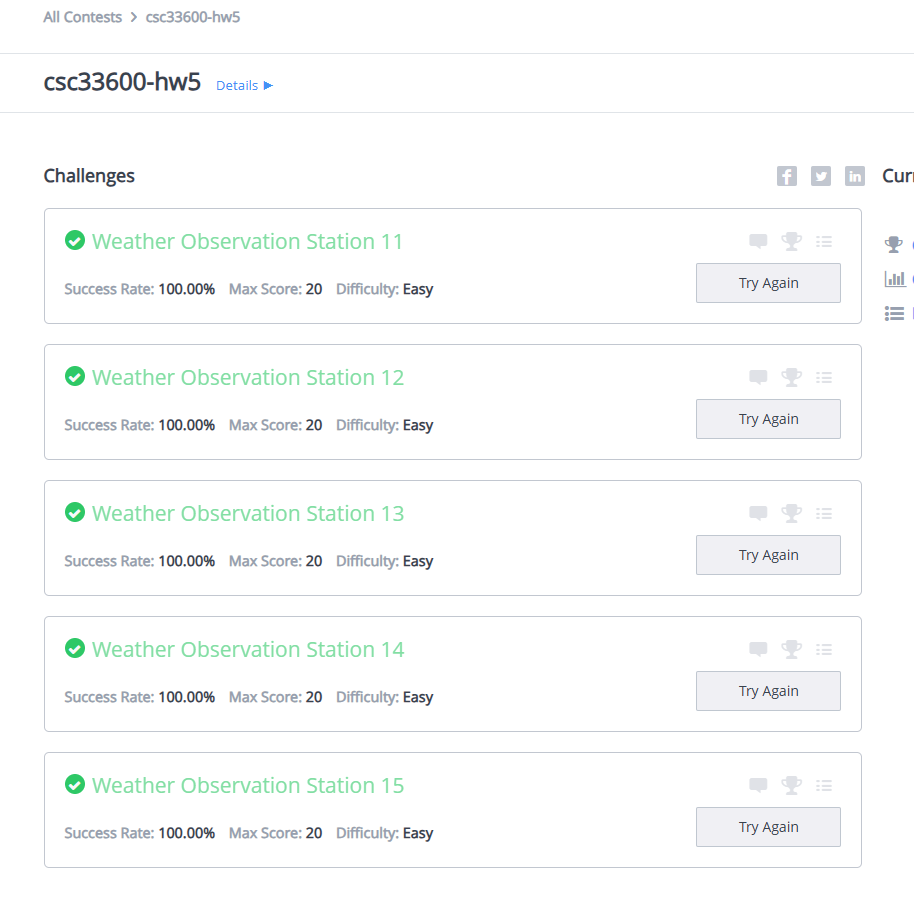 All Contests > csc33600-hw5
csc33600-hw5 Details ▶
Challenges
Weather Observation Station 11
Success Rate: 100.00% Max Score: 20 Difficulty: Easy
Try Again
Weather Observation Station 12
Success Rate: 100.00% Max Score: 20 Difficulty: Easy
Try Again
Weather Observation Station 13
Success Rate: 100.00% Max Score: 20 Difficulty: Easy
Try Again
Weather Observation Station 14
Success Rate: 100.00% Max Score: 20 Difficulty: Easy
Try Again
Weather Observation Station 15
Success Rate: 100.00% Max Score: 20 Difficulty: Easy
Try Again